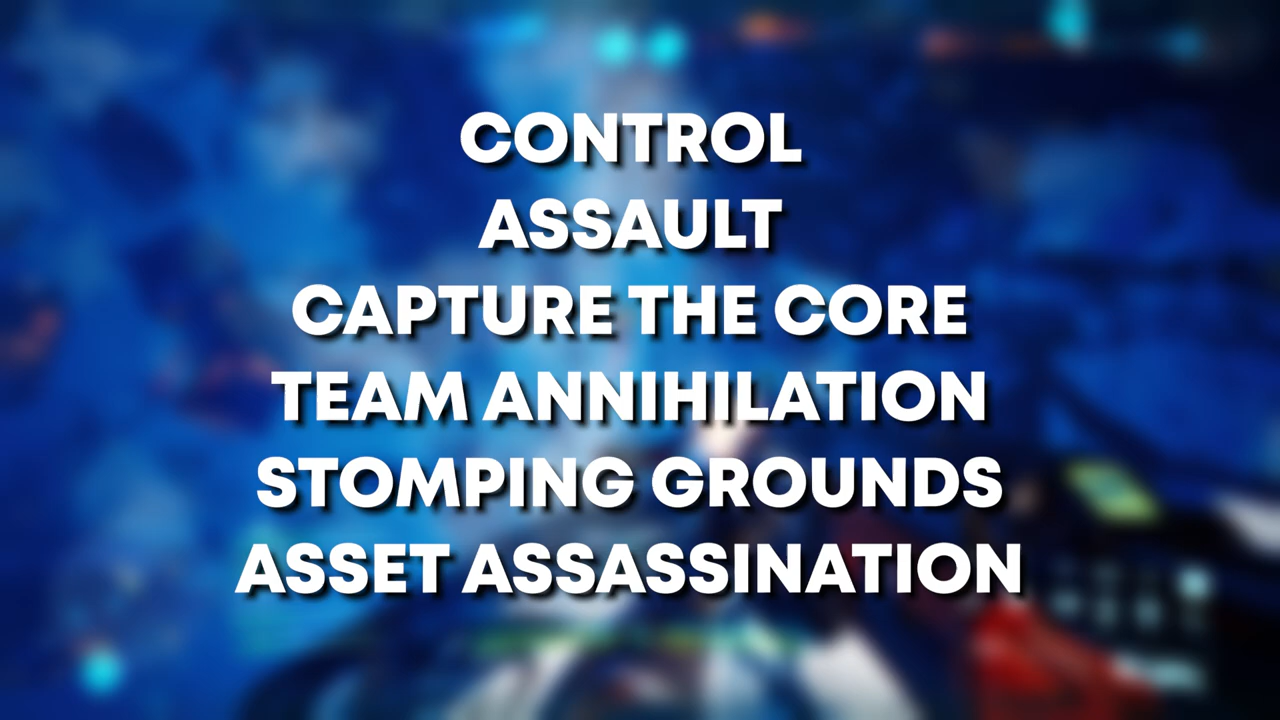 CONTROL
ASSAULT
CAPTURE THE CORE
TEAM ANNIHILATION
STOMPING GROUNDS
ASSET ASSASSINATION